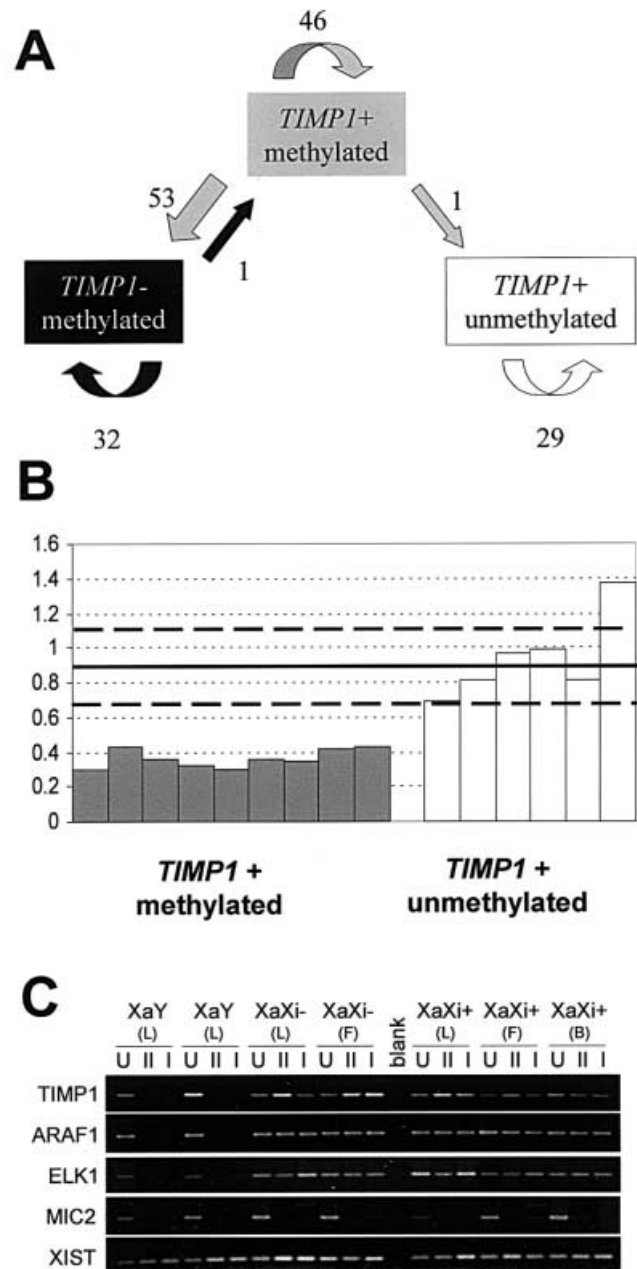 A
46
TIMP1+
methylated
53
1
1
TIMP1-
methylated
TIMP1+
unmethylated
32
29
B
1.6
1.4
1.2
1
0.8
0.6
0.4
0.2
0
TIMP1 +
methylated
TIMP1 +
unmethylated
C
XaY XaY XaXi- XaXi- blank XaXi+ XaXi+ XaXi+
(L) (L) (L) (F) (L) (F) (B)
U II I U II I U II I U II I U II I U II I U II I
TIMP1
ARAF1
ELK1
MIC2
XIST